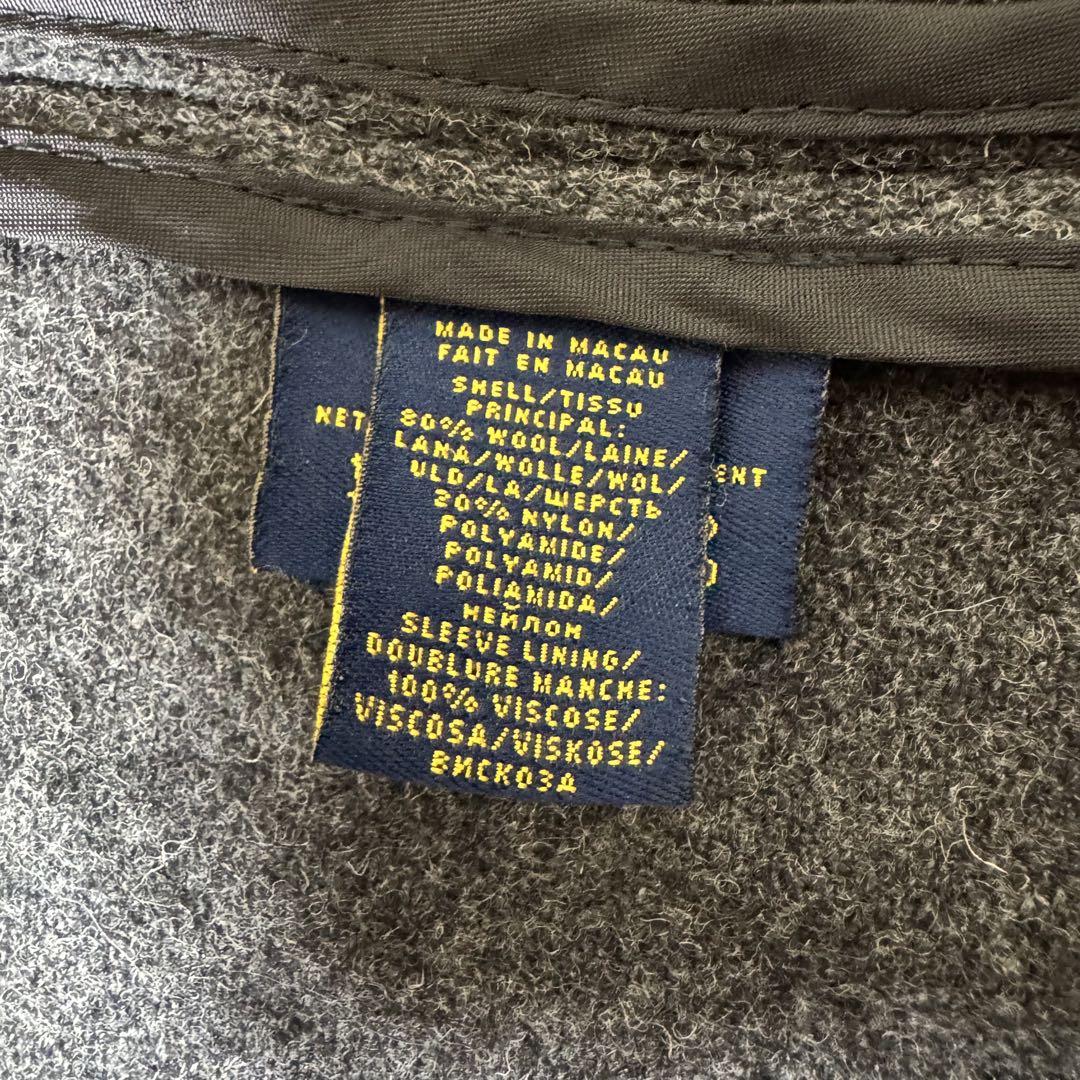 MADE IN MACAU
FAIT EN MACAU
SHELL/TISSU
PRINCIPAL:
80% WOOL/LAINE/
LANA/WOLLE/WOL/
ULD/LA/ШЕРСТЬ
20% NYLON/
POLYAMIDE/
POLYAMID/
POLIAMIDA/
НЕЙЛОН
SLEEVE LINING/
DOUBLURE MANCHE:
100% VISCOSE/
VISCOSA/VISKOSE/
ВИСКОЗА